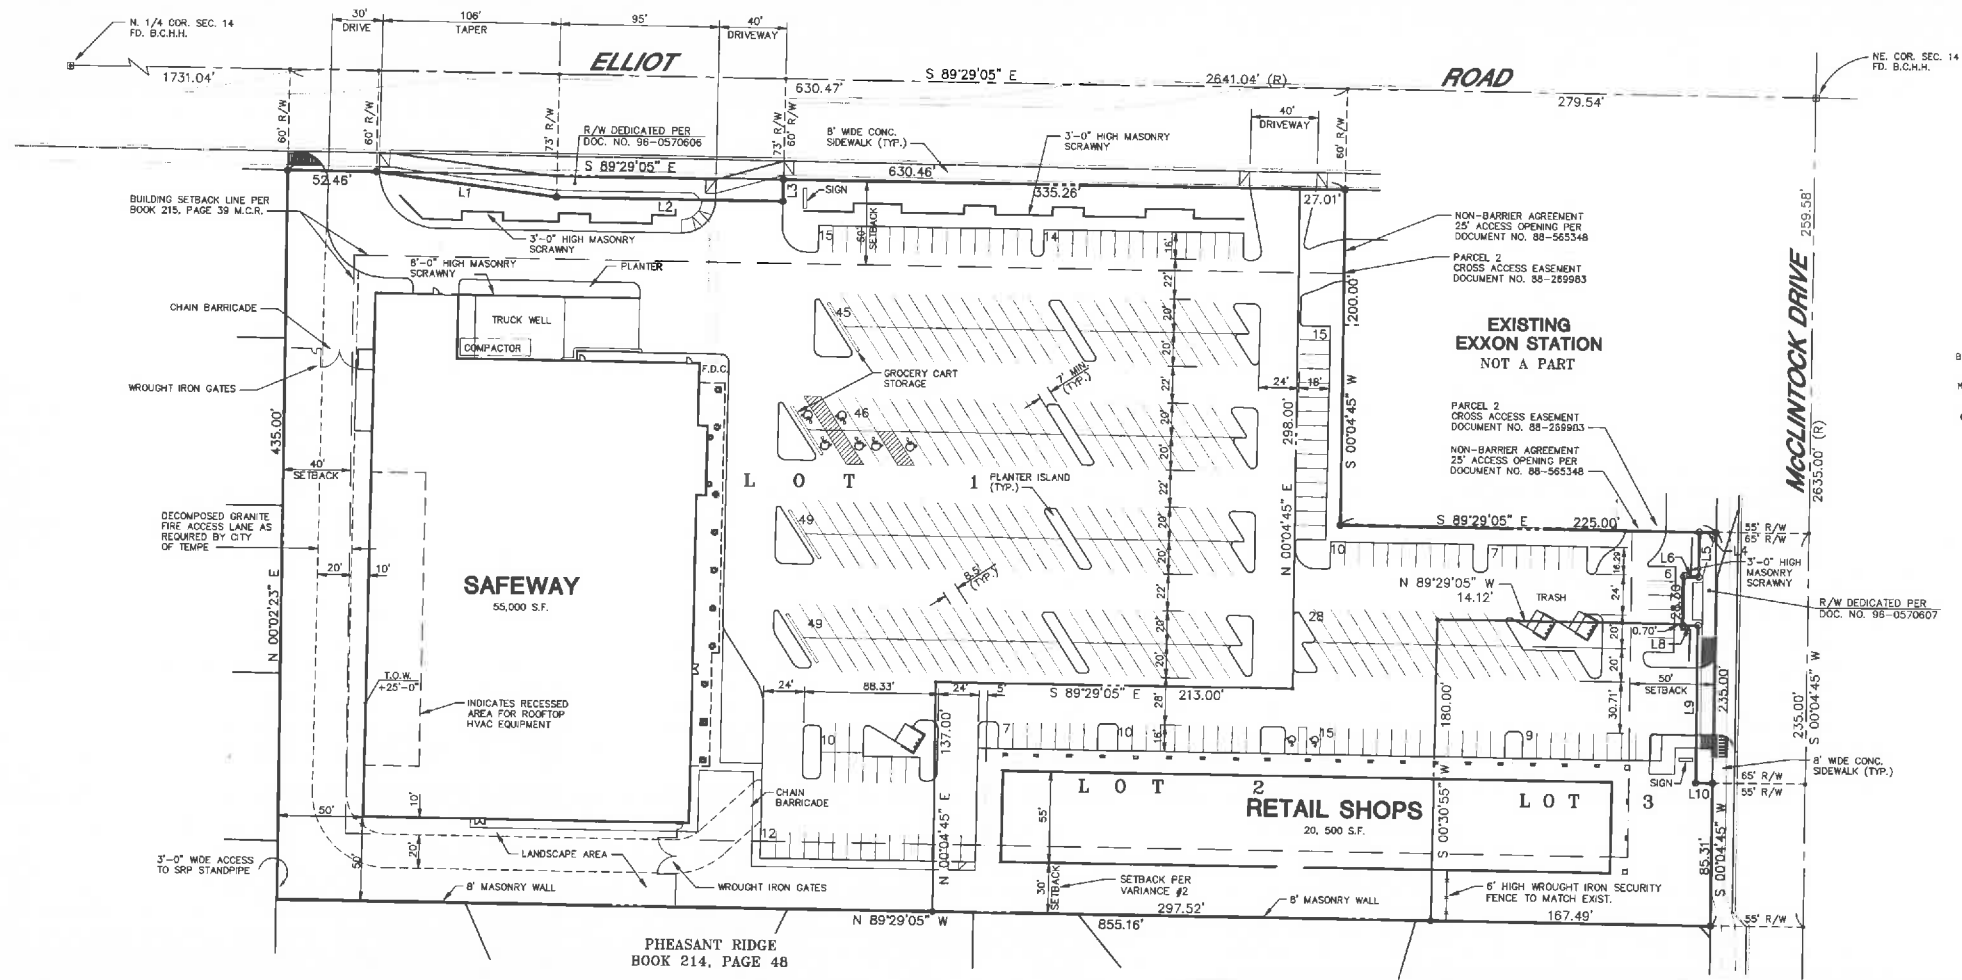 N. 1/4 COR. SEC. 14
FD. B.C.H.H.
30'
DRIVE
106'
TAPER
95'
40'
DRIVEWAY
ELLIOT
ROAD
1731.04'
S 89°29'05" E
2641.04' (R)
630.47'
279.54'
NE. COR. SEC. 14
FD. B.C.H.H.
60' R/W
60' R/W
73' R/W
73' R/W
60' R/W
60' R/W
R/W DEDICATED PER
DOC. NO. 96-0570606
S 89°29'05" E
8' WIDE CONC.
SIDEWALK (TYP.)
3'-0" HIGH MASONRY
SCRAWNY
40'
DRIVEWAY
630.46'
52.46'
L1
L2
L3
SIGN
335.26'
27.01'
BUILDING SETBACK LINE PER
BOOK 215, PAGE 39 M.C.R.
3'-0" HIGH MASONRY
SCRAWNY
15
60'
SETBACK
14
16'
8'-0" HIGH MASONRY
SCRAWNY
PLANTER
NON-BARRIER AGREEMENT
25' ACCESS OPENING PER
DOCUMENT NO. 88-565348
PARCEL 2
CROSS ACCESS EASEMENT
DOCUMENT NO. 88-269983
259.58'
CHAIN BARRICADE
TRUCK WELL
COMPACTOR
45
22'
20'
20'
200.00'
EXISTING
EXXON STATION
NOT A PART
McCLINTOCK DRIVE
2635.00' (R)
15
WROUGHT IRON GATES
F.D.C.
GROCERY CART
STORAGE
7' MIN.
(TYP.)
22'
24'
18'
46
20'
20'
298.00'
S 00°04'45" W
PARCEL 2
CROSS ACCESS EASEMENT
DOCUMENT NO. 88-269983
NON-BARRIER AGREEMENT
25' ACCESS OPENING PER
DOCUMENT NO. 88-565348
435.00'
40'
SETBACK
LOT 1
PLANTER ISLAND
(TYP.)
22'
N 00°04'45" E
DECOMPOSED GRANITE
FIRE ACCESS LANE AS
REQUIRED BY CITY
OF TEMPE
49
20'
20'
S 89°29'05" E
225.00'
55' R/W
65' R/W
10
7
16.29'
L6
L5
L4
6
3'-0" HIGH
MASONRY
SCRAWNY
20'
10'
SAFEWAY
55,000 S.F.
8.5'
(TYP.)
22'
N 89°29'05" W
14.12'
TRASH
24'
R/W DEDICATED PER
DOC. NO. 96-0570607
N 00°02'23" E
49
20'
20'
28
20'
20'
0.70'
L8
T.O.W.
+25'-0"
INDICATES RECESSED
AREA FOR ROOFTOP
HVAC EQUIPMENT
24'
88.33'
24'
5'
S 89°29'05" E
213.00'
28'
180.00'
50'
SETBACK
30.71'
L9
235.00'
235.00'
S 00°04'45" W
10
137.00'
7
10
16'
15
9
SIGN
8' WIDE CONC.
SIDEWALK (TYP.)
65' R/W
55' R/W
L10
LOT 2
RETAIL SHOPS
20, 500 S.F.
LOT 3
CHAIN
BARRICADE
55'
S 00°30'55" W
10'
50'
50'
20'
12
N 00°04'45" E
85.31'
S 00°04'45" W
3'-0" WIDE ACCESS
TO SRP STANDPIPE
LANDSCAPE AREA
8' MASONRY WALL
WROUGHT IRON GATES
30'
SETBACK
SETBACK PER
VARIANCE #2
297.52'
8' MASONRY WALL
6' HIGH WROUGHT IRON SECURITY
FENCE TO MATCH EXIST.
167.49'
55' R/W
N 89°29'05" W
855.16'
PHEASANT RIDGE
BOOK 214, PAGE 48